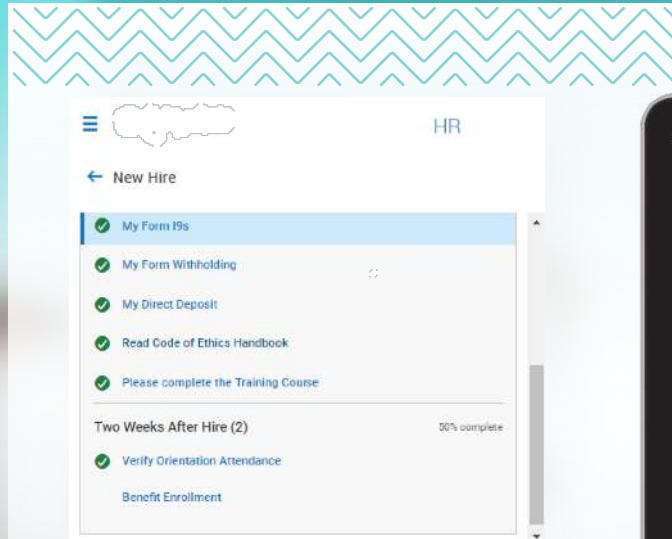 HR
New Hire
My Form I9s
My Form Withholding
My Direct Deposit
Read Code of Ethics Handbook
Please complete the Training Course
Two Weeks After Hire (2) 50% complete
Verify Orientation Attendance
Benefit Enrollment